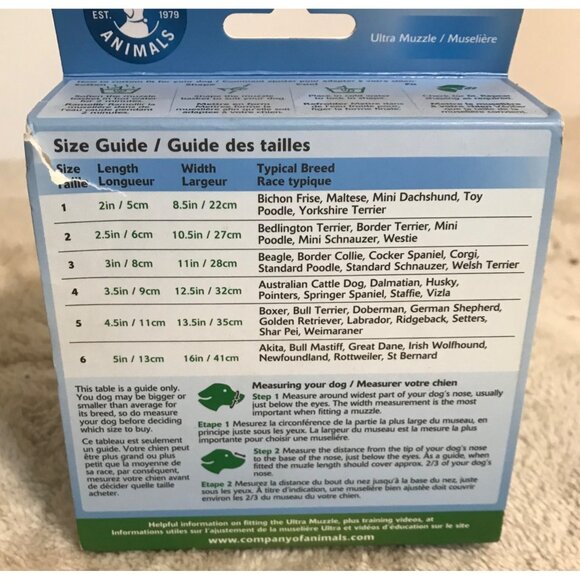 EST. 1979
ANIMALS
Ultra Muzzle / Muselière
Size Guide / Guide des tailles
Size Length Width Typical Breed
Taille Longueur Largeur Race typique
1 2in / 5cm 8.5in / 22cm Bichon Frise, Maltese, Mini Dachshund, Toy
Poodle, Yorkshire Terrier
2 2.5in / 6cm 10.5in / 27cm Bedlington Terrier, Border Terrier, Mini
Poodle, Mini Schnauzer, Westie
3 3in / 8cm 11in / 28cm Beagle, Border Collie, Cocker Spaniel, Corgi,
Standard Poodle, Standard Schnauzer, Welsh Terrier
4 3.5in / 9cm 12.5in / 32cm Australian Cattle Dog, Dalmatian, Husky,
Pointers, Springer Spaniel, Staffie, Vizla
5 4.5in / 11cm 13.5in / 35cm Boxer, Bull Terrier, Doberman, German Shepherd,
Golden Retriever, Labrador, Ridgeback, Setters,
Shar Pei, Weimaraner
6 5in / 13cm 16in / 41cm Akita, Bull Mastiff, Great Dane, Irish Wolfhound,
Newfoundland, Rottweiler, St Bernard
This table is a guide only.
You dog may be bigger or
smaller than average for
its breed, so do measure
your dog before deciding
which size to buy.
Ce tableau est seulement
un guide. Votre chien peut
être plus grand ou plus
petit que la moyenne de
sa race, par conséquent,
mesurez votre chien avant
de décider quelle taille
acheter.
Measuring your dog / Measurer votre chien
Step 1 Measure around widest part of your dog's nose, usually
just below the eyes. The width measurement is the most
important when fitting a muzzle.
Etape 1 Mesurez la circonférence de la partie la plus large du museau, en
principe juste sous les yeux. La largeur du museau est la mesure la plus
importante pour choisir une muselière.
Step 2 Measure the distance from the tip of your dog's nose
to the base of the nose, just below the eyes. As a guide, when
fitted the muzle length should cover approx. 2/3 of your dog's
nose.
Etape 2 Mesurez la distance du bout du nez jusqu'à la base du nez, juste
sous les yeux. À titre d'indication, une muselière bien ajustée doit couvrir
environ les 2/3 du museau du votre chien.
Helpful information on fitting the Ultra Muzzle, plus training videos, at
Informations utiles sur l'ajustement de la muselière Ultra et vidéos d'éducation sur le site
www.companyofanimals.com